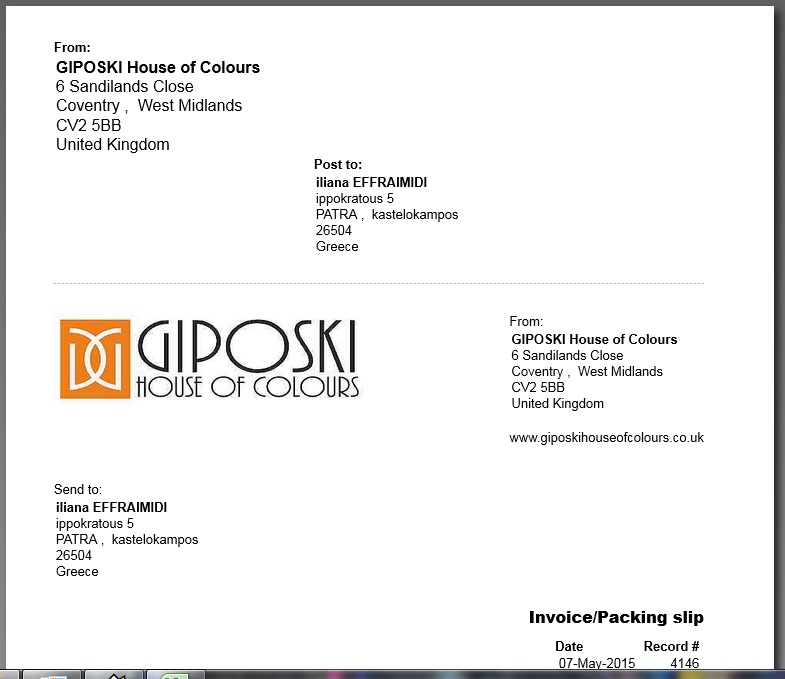 From:
GIPOSKI House of Colours
6 Sandilands Close
Coventry ,  West Midlands
CV2 5BB
United Kingdom
Post to:
iliana EFFRAIMIDI
ippokratous 5
PATRA ,  kastelokampos
26504
Greece
GIPOSKI
HOUSE OF COLOURS
From:
GIPOSKI House of Colours
6 Sandilands Close
Coventry ,  West Midlands
CV2 5BB
United Kingdom
www.giposkihouseofcolours.co.uk
Send to:
iliana EFFRAIMIDI
ippokratous 5
PATRA ,  kastelokampos
26504
Greece
Invoice/Packing slip
Date Record #
07-May-2015 4146